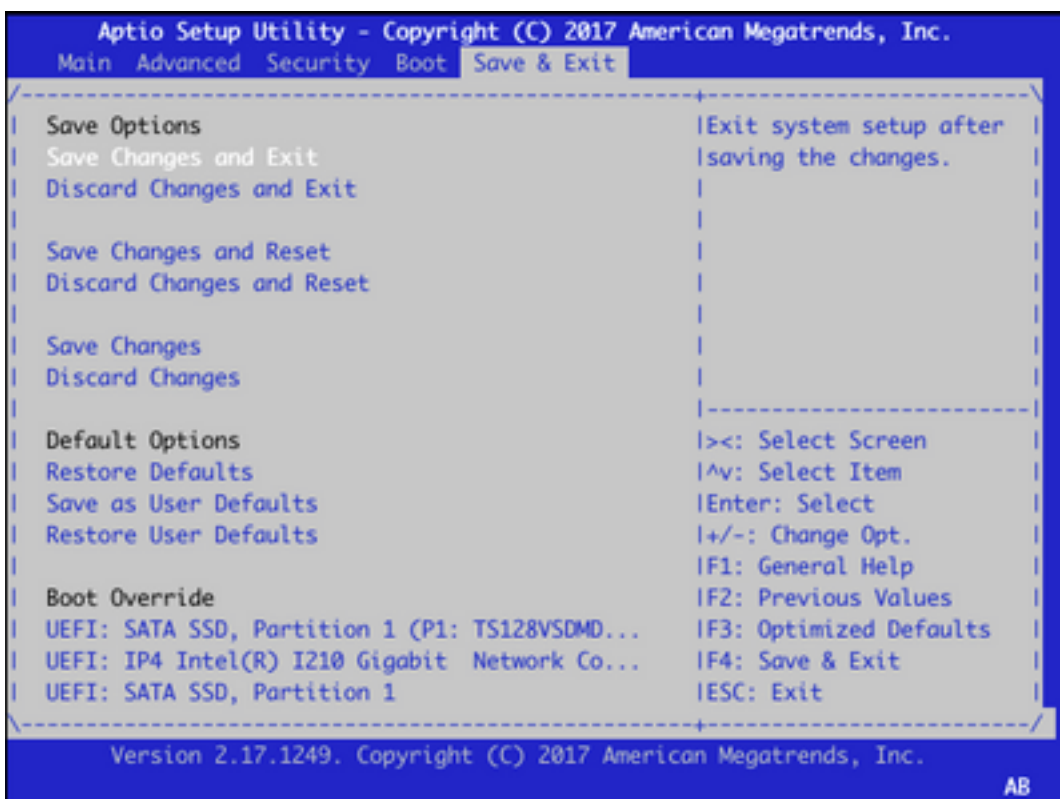 Aptio Setup Utility - Copyright (C) 2017 American Megatrends, Inc.
Main Advanced Security Boot Save & Exit
Save Options
Save Changes and Exit
Discard Changes and Exit
Save Changes and Reset
Discard Changes and Reset
Save Changes
Discard Changes
Default Options
Restore Defaults
Save as User Defaults
Restore User Defaults
Boot Override
UEFI: SATA SSD, Partition 1 (P1: TS128VSDMD...
UEFI: IP4 Intel(R) I210 Gigabit  Network Co...
UEFI: SATA SSD, Partition 1
Exit system setup after
saving the changes.
><: Select Screen
^v: Select Item
Enter: Select
+/-: Change Opt.
F1: General Help
F2: Previous Values
F3: Optimized Defaults
F4: Save & Exit
ESC: Exit
Version 2.17.1249. Copyright (C) 2017 American Megatrends, Inc.
AB